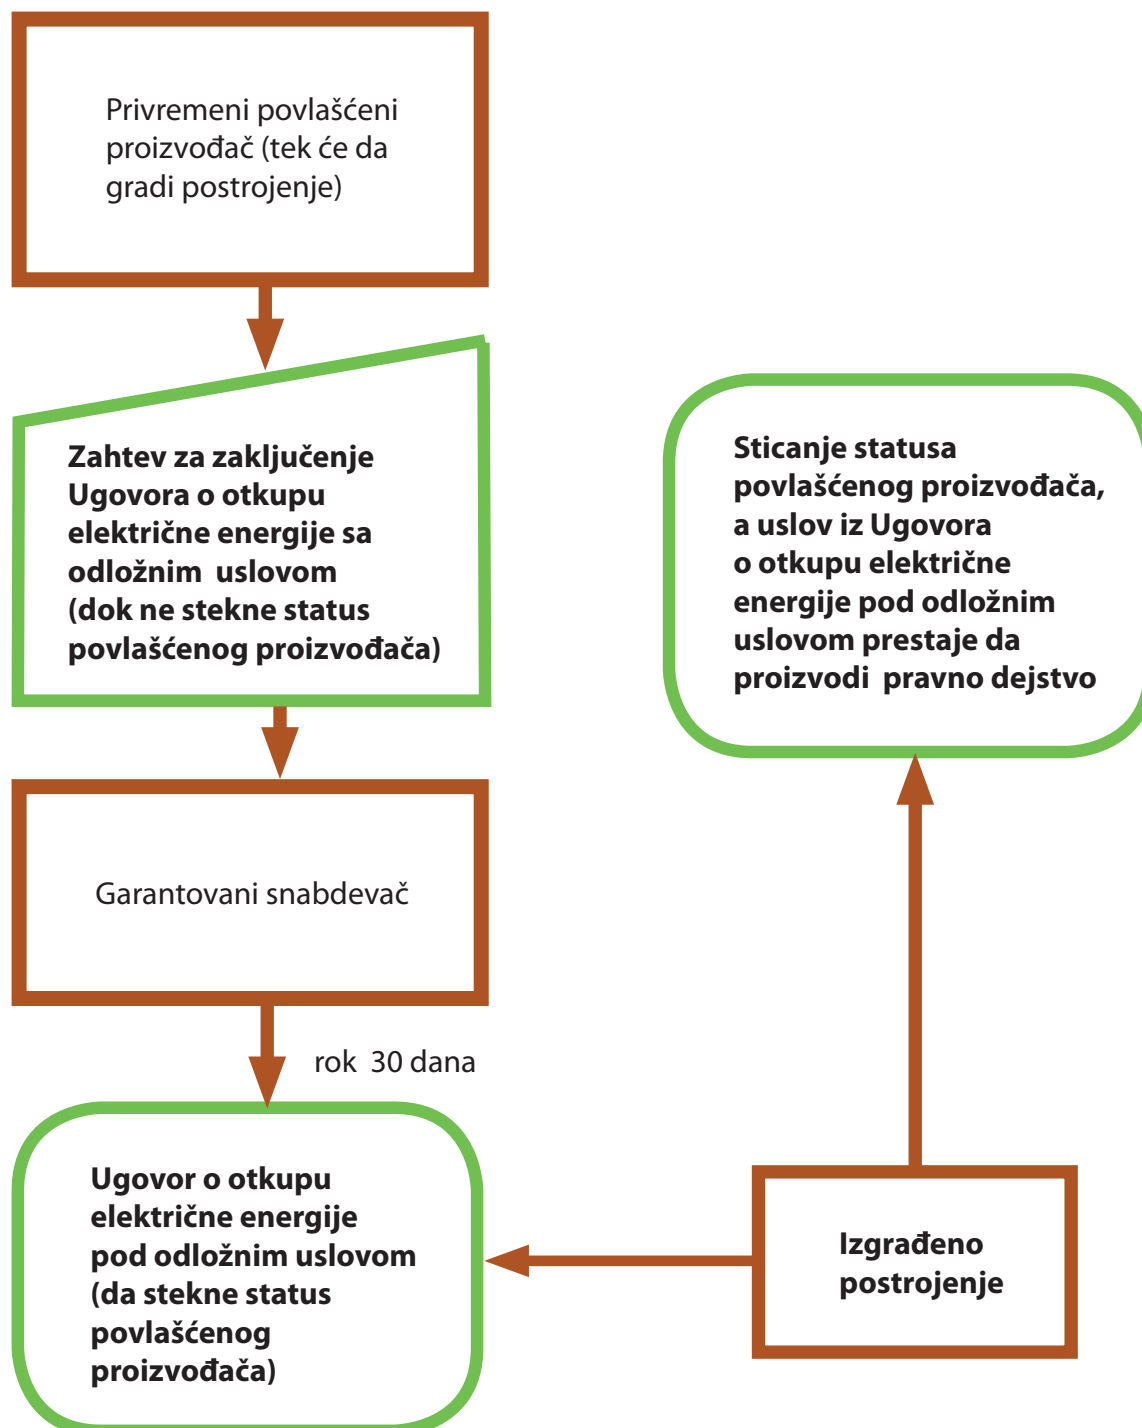 Privremeni povlašćeni
proizvođač (tek će da
gradi postrojenje)
Zahtev za zaključenje
Ugovora o otkupu
električne energije sa
odložnim uslovom
(dok ne stekne status
povlašćenog proizvođača)
Garantovani snabdevač
rok 30 dana
Ugovor o otkupu
električne energije
pod odložnim uslovom
(da stekne status
povlašćenog
proizvođača)
Sticanje statusa
povlašćenog proizvođača,
a uslov iz Ugovora
o otkupu električne
energije pod odložnim
uslovom prestaje da
proizvodi pravno dejstvo
Izgrađeno
postrojenje